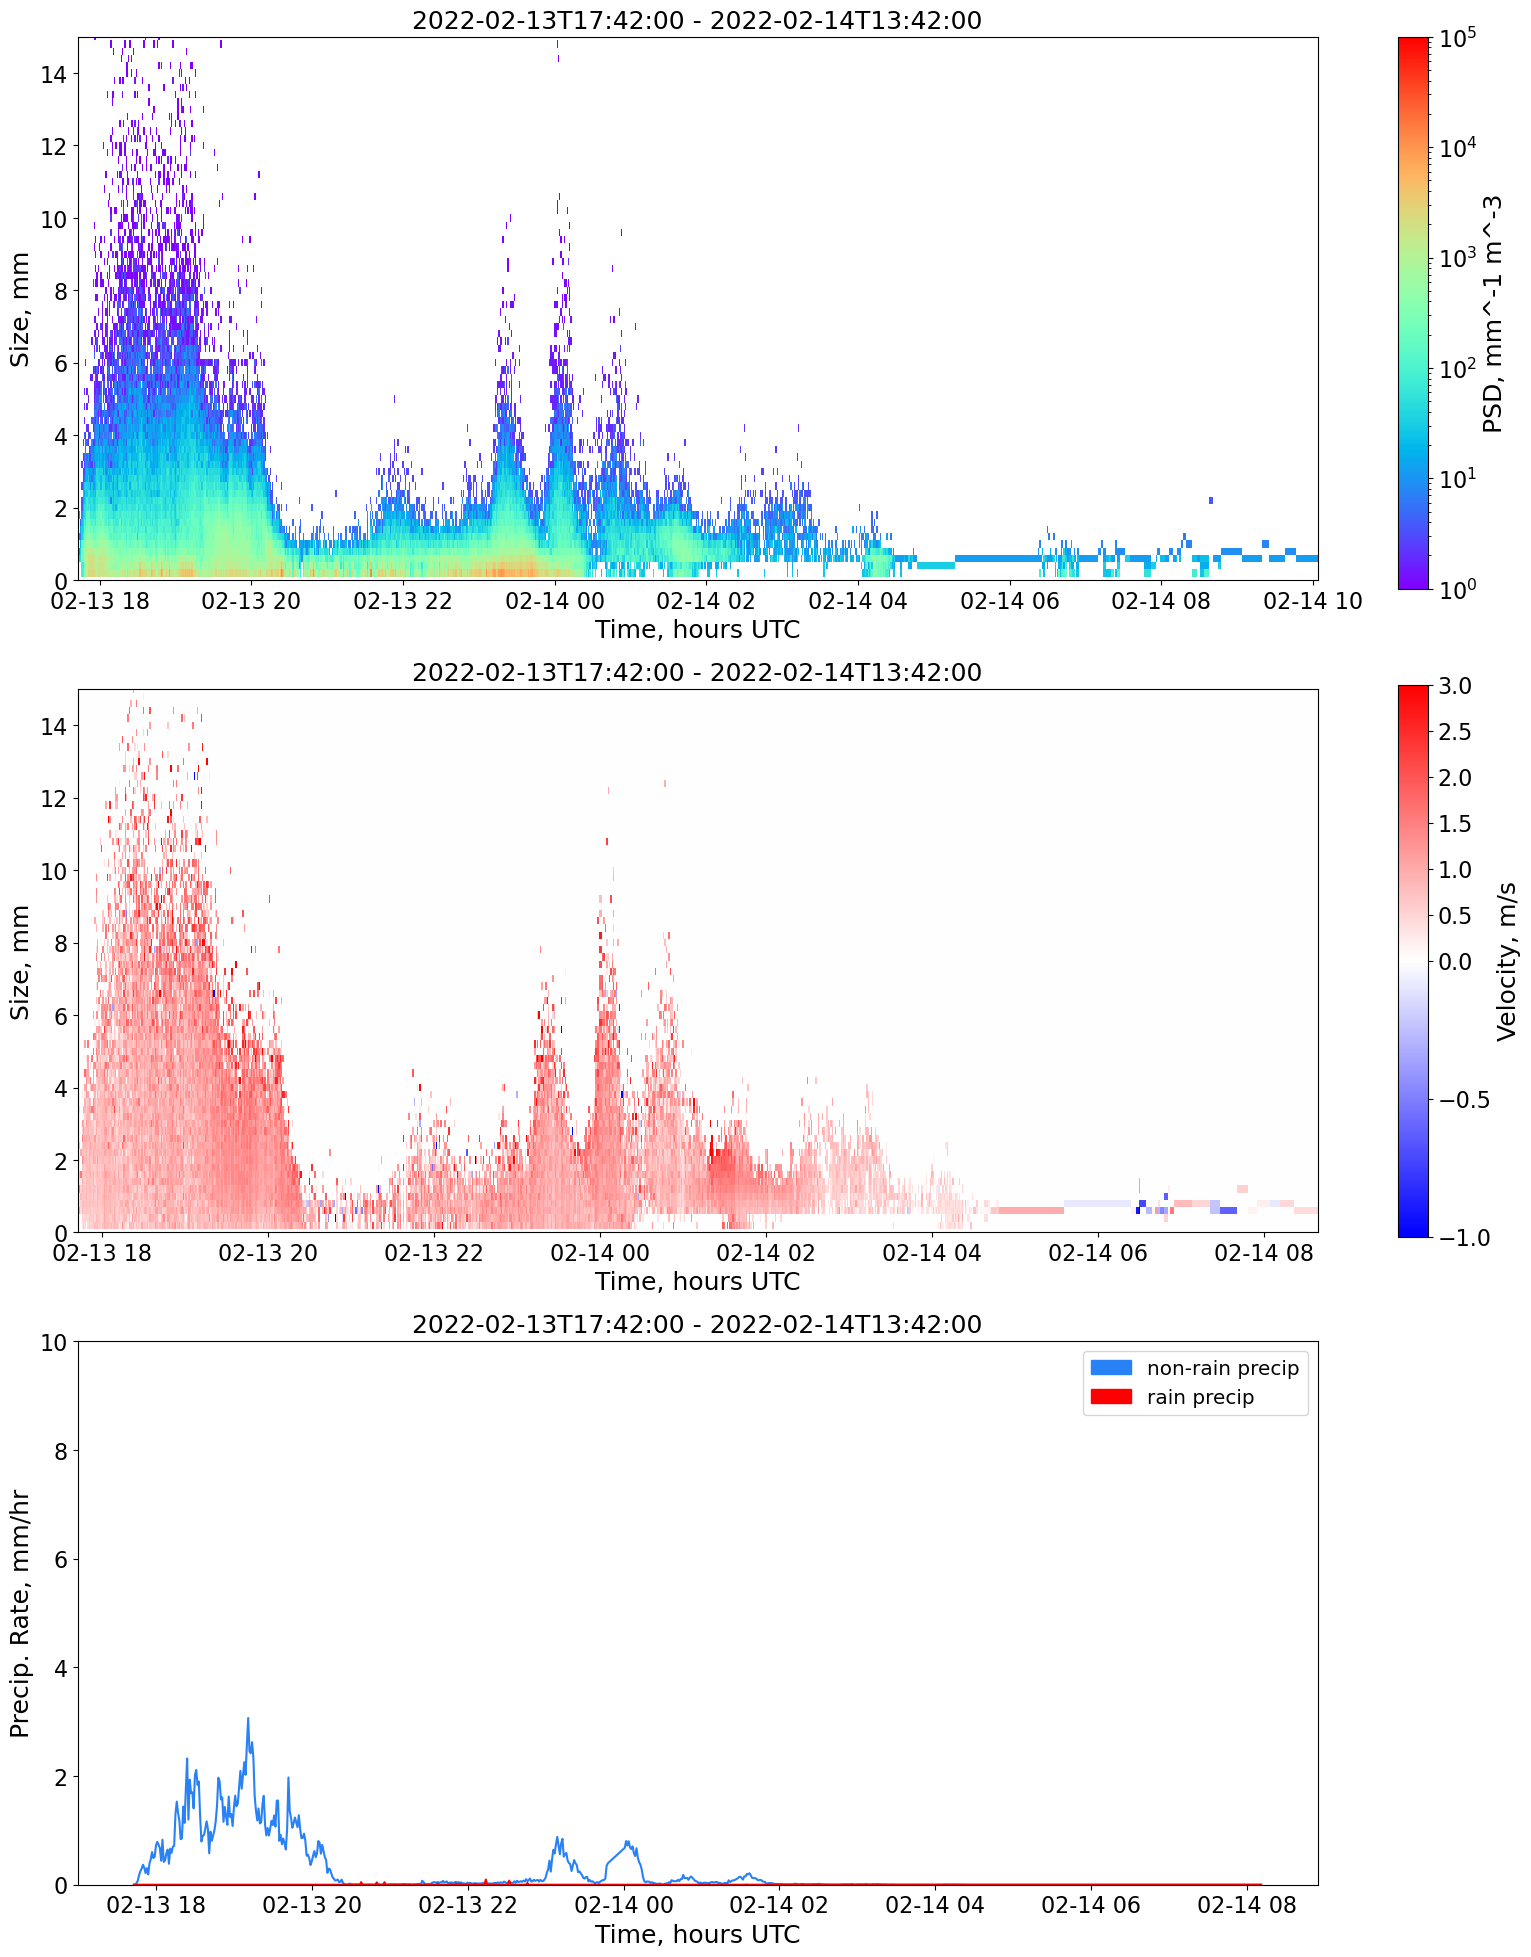 2022-02-13T17:42:00 - 2022-02-14T13:42:00
Size, mm
14
12
10
8
6
4
2
0
02-13 18 02-13 20 02-13 22 02-14 00 02-14 02 02-14 04 02-14 06 02-14 08 02-14 10
Time, hours UTC
10^5
10^4
10^3
10^2
10^1
10^0
PSD, mm^-1 m^-3
2022-02-13T17:42:00 - 2022-02-14T13:42:00
Size, mm
14
12
10
8
6
4
2
0
02-13 18 02-13 20 02-13 22 02-14 00 02-14 02 02-14 04 02-14 06 02-14 08
Time, hours UTC
3.0
2.5
2.0
1.5
1.0
0.5
0.0
−0.5
−1.0
Velocity, m/s
2022-02-13T17:42:00 - 2022-02-14T13:42:00
Precip. Rate, mm/hr
10
8
6
4
2
0
non-rain precip
rain precip
02-13 18 02-13 20 02-13 22 02-14 00 02-14 02 02-14 04 02-14 06 02-14 08
Time, hours UTC